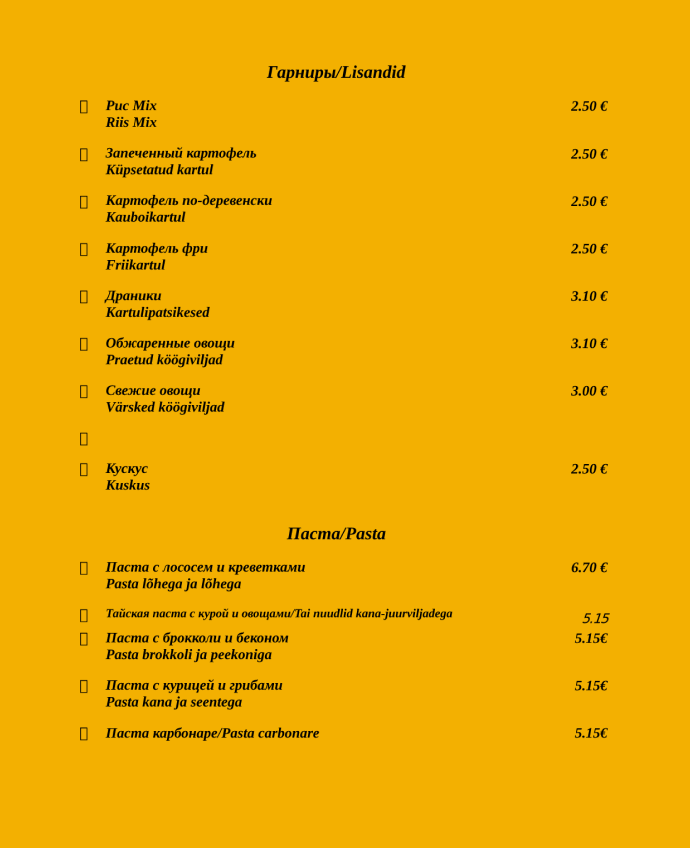 Гарниры/Lisandid
Рис Mix 2.50 €
Riis Mix
Запеченный картофель 2.50 €
Küpsetatud kartul
Картофель по-деревенски 2.50 €
Kauboikartul
Картофель фри 2.50 €
Friikartul
Драники 3.10 €
Kartulipatsikesed
Обжаренные овощи 3.10 €
Praetud köögiviljad
Свежие овощи 3.00 €
Värsked köögiviljad
Кускус 2.50 €
Kuskus
Паста/Pasta
Паста с лососем и креветками 6.70 €
Pasta lõhega ja lõhega
Тайская паста с курой и овощами/Tai nuudlid kana-juurviljadega 5.15
Паста с брокколи и беконом 5.15€
Pasta brokkoli ja peekoniga
Паста с курицей и грибами 5.15€
Pasta kana ja seentega
Паста карбонаре/Pasta carbonare 5.15€